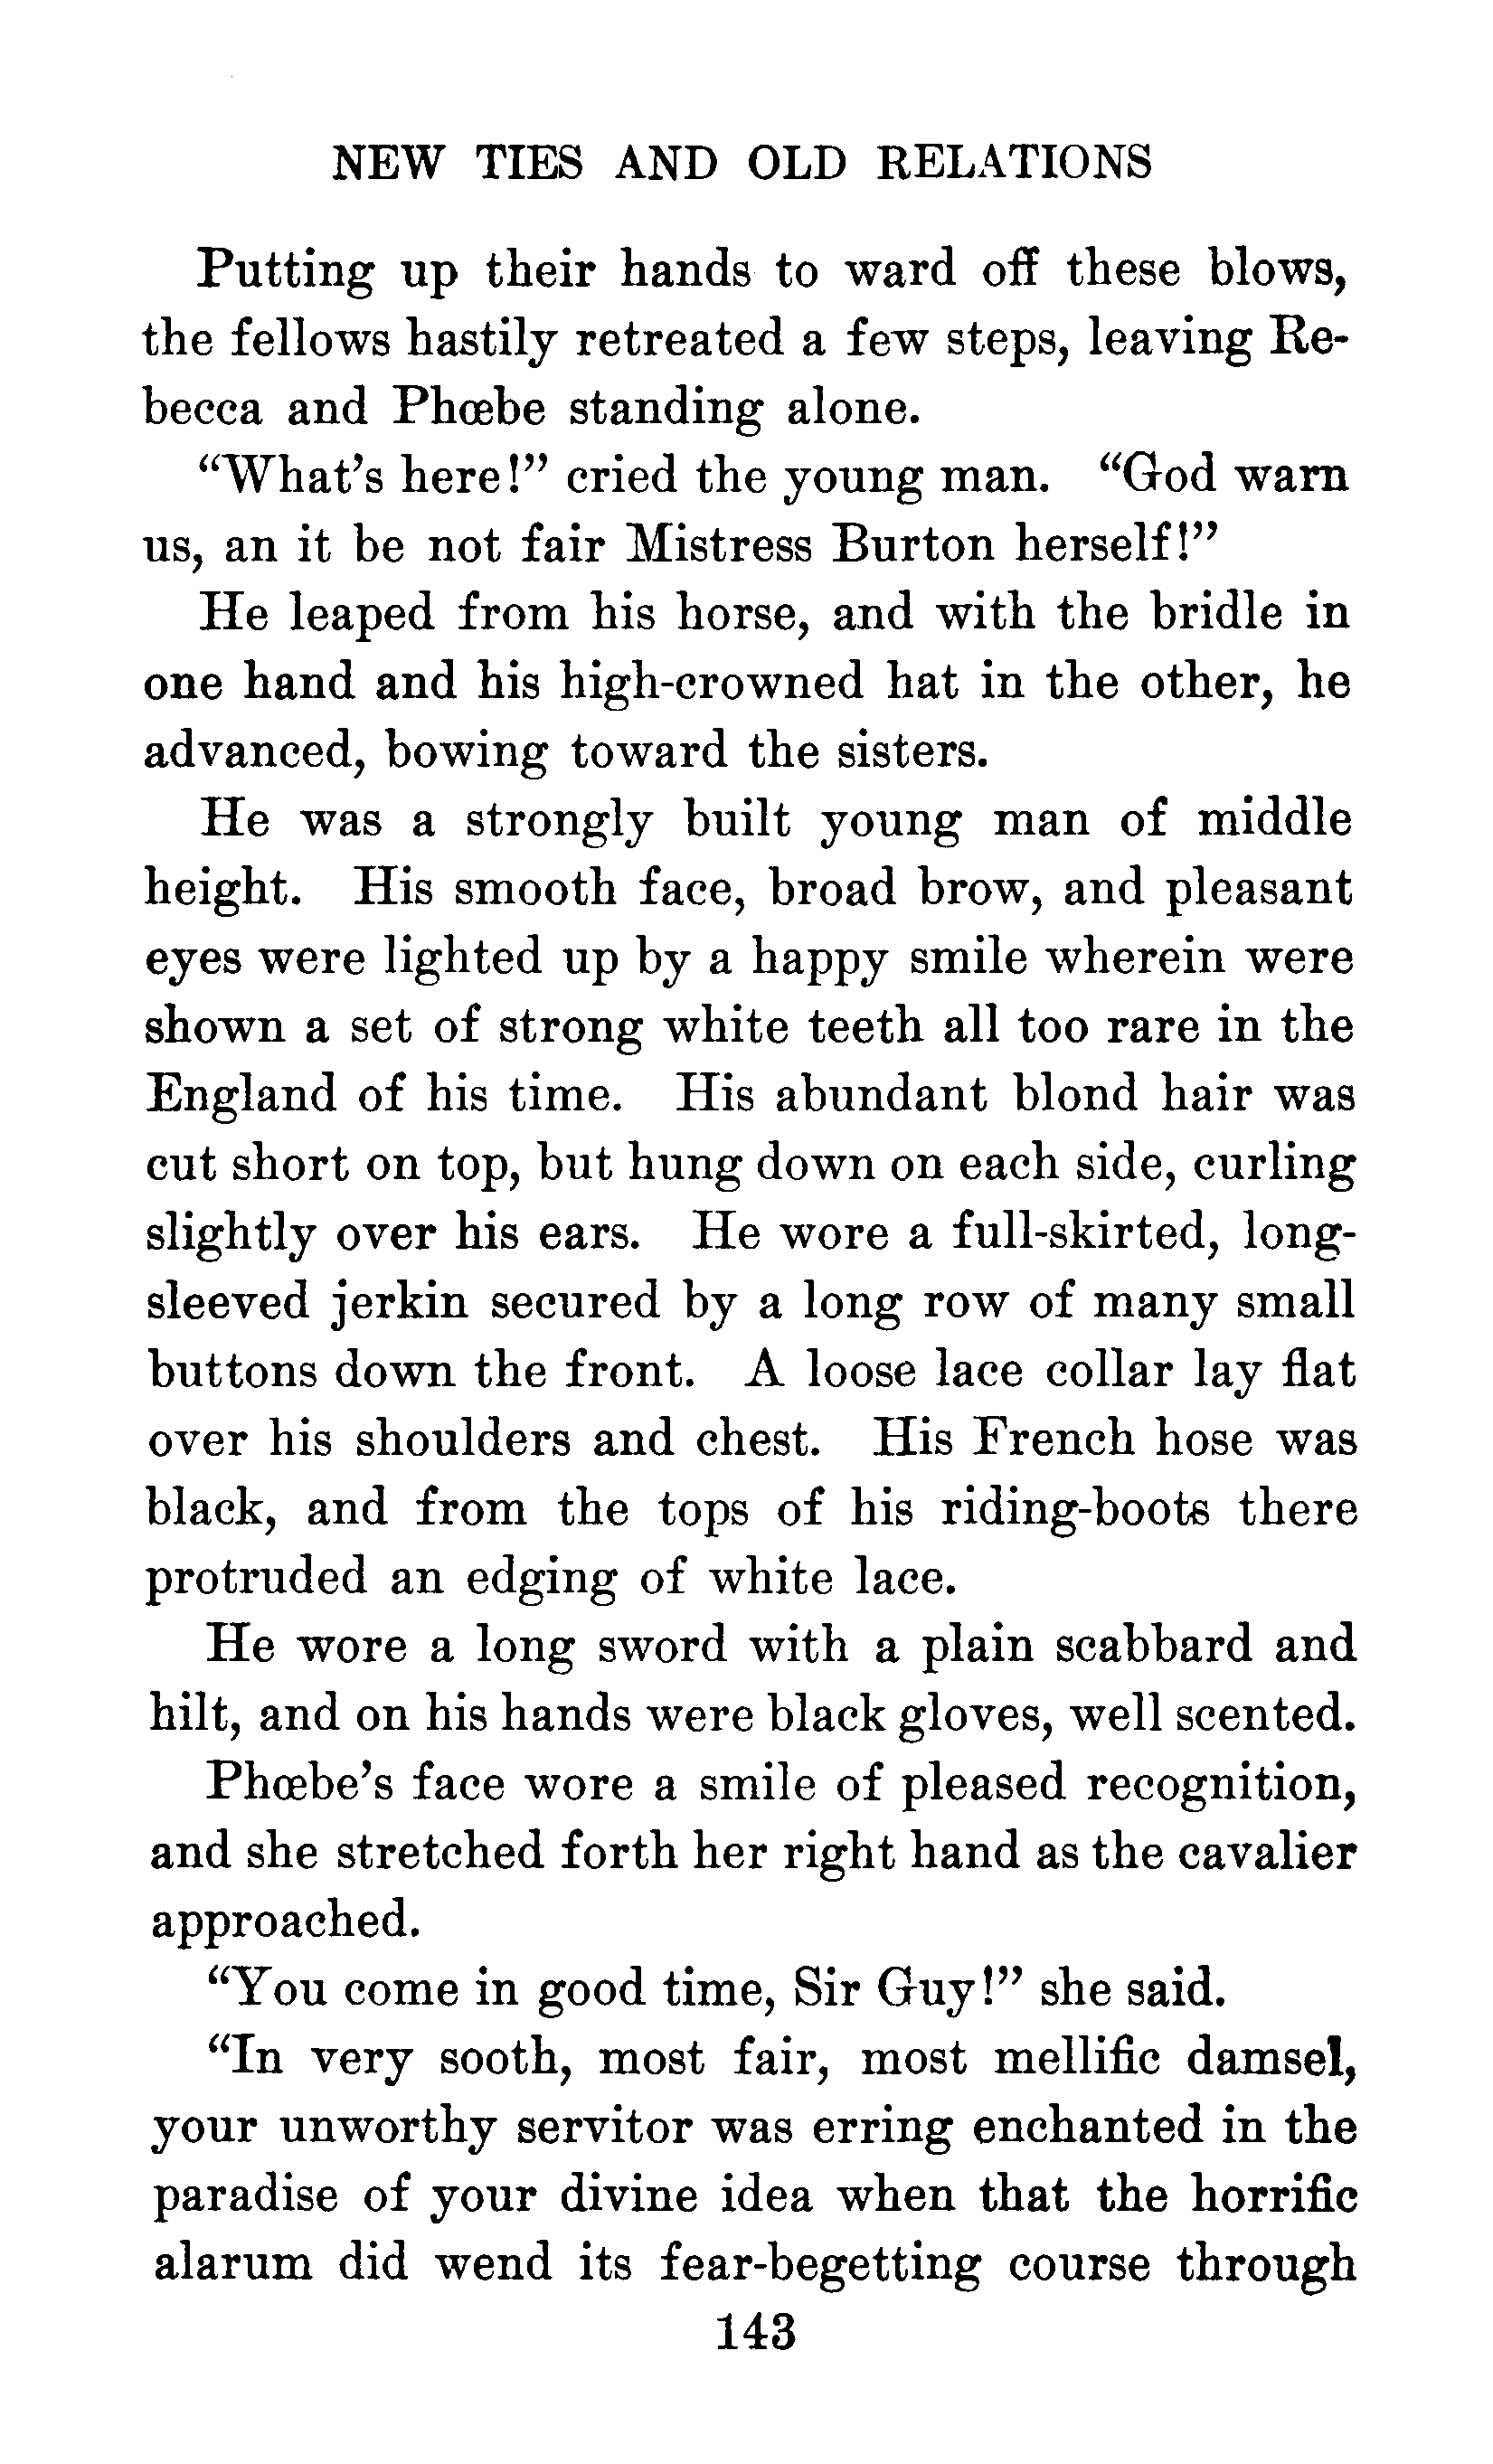 NEW TIES AND OLD RELATIONS
Putting up their hands to ward off these blows,
the fellows hastily retreated a few steps, leaving Re-
becca and Phœbe standing alone.
“What’s here!” cried the young man. “God warn
us, an it be not fair Mistress Burton herself!”
He leaped from his horse, and with the bridle in
one hand and his high-crowned hat in the other, he
advanced, bowing toward the sisters.
He was a strongly built young man of middle
height. His smooth face, broad brow, and pleasant
eyes were lighted up by a happy smile wherein were
shown a set of strong white teeth all too rare in the
England of his time. His abundant blond hair was
cut short on top, but hung down on each side, curling
slightly over his ears. He wore a full-skirted, long-
sleeved jerkin secured by a long row of many small
buttons down the front. A loose lace collar lay flat
over his shoulders and chest. His French hose was
black, and from the tops of his riding-boots there
protruded an edging of white lace.
He wore a long sword with a plain scabbard and
hilt, and on his hands were black gloves, well scented.
Phœbe’s face wore a smile of pleased recognition,
and she stretched forth her right hand as the cavalier
approached.
“You come in good time, Sir Guy!” she said.
“In very sooth, most fair, most mellific damsel,
your unworthy servitor was erring enchanted in the
paradise of your divine idea when that the horrific
alarum did wend its fear-begetting course through
143